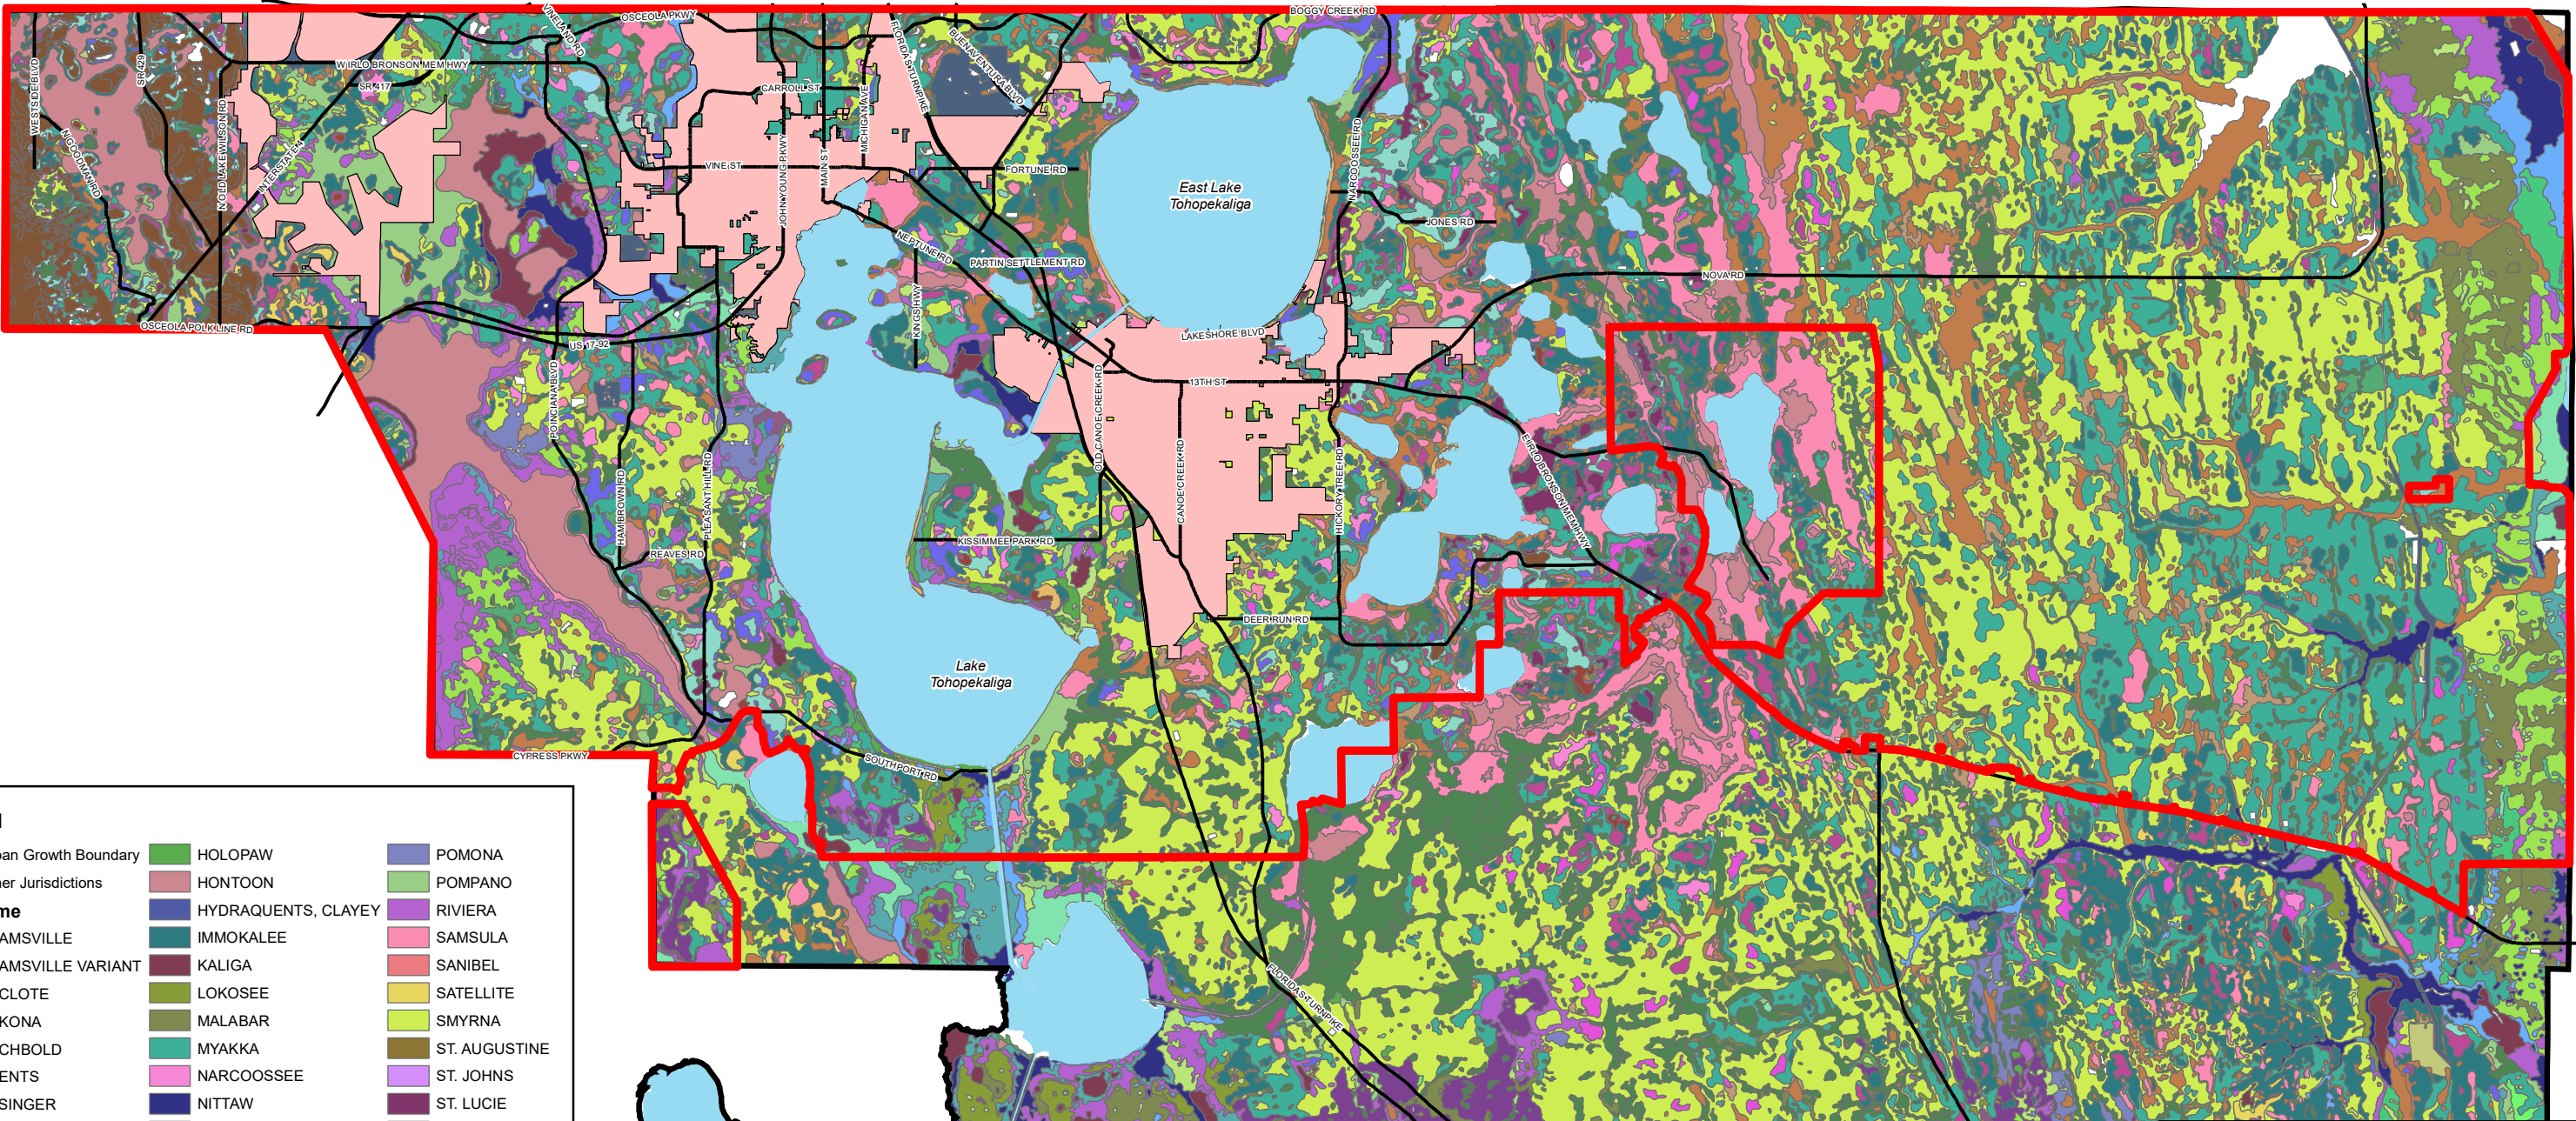 OSCEOLA PKWY
BOGGY CREEK RD
VINELAND RD
FLORIDAS TURNPIKE
BUENAVENTURA BLVD
WESTSIDE BLVD
SR 429
W IRLO BRONSON MEM HWY
SR 417
CARROLL ST
MICHIGAN AVE
N OLD LAKE WILSON RD
INTERSTATE 4
N GOODMAN RD
VINE ST
JOHN YOUNG PKWY
MAIN ST
FORTUNE RD
East Lake
Tohopekaliga
NARCOOSSEE RD
JONES RD
NEPTUNE RD
PARTIN SETTLEMENT RD
NOVA RD
KINGS HWY
OSCEOLA POLK LINE RD
US 17-92
LAKESHORE BLVD
13TH ST
POINCIANA BLVD
OLD CANOE CREEK RD
CANOE CREEK RD
HICKORY TREE RD
E IRLO BRONSON MEM HWY
HAM BROWN RD
PLEASANT HILL RD
KISSIMMEE PARK RD
REAVES RD
DEER RUN RD
Lake
Tohopekaliga
CYPRESS PKWY
SOUTHPORT RD
FLORIDAS TURNPIKE
an Growth Boundary
er Jurisdictions
me
AMSVILLE
AMSVILLE VARIANT
CLOTE
KONA
CHBOLD
ENTS
SINGER
HOLOPAW
HONTOON
HYDRAQUENTS, CLAYEY
IMMOKALEE
KALIGA
LOKOSEE
MALABAR
MYAKKA
NARCOOSSEE
NITTAW
POMONA
POMPANO
RIVIERA
SAMSULA
SANIBEL
SATELLITE
SMYRNA
ST. AUGUSTINE
ST. JOHNS
ST. LUCIE